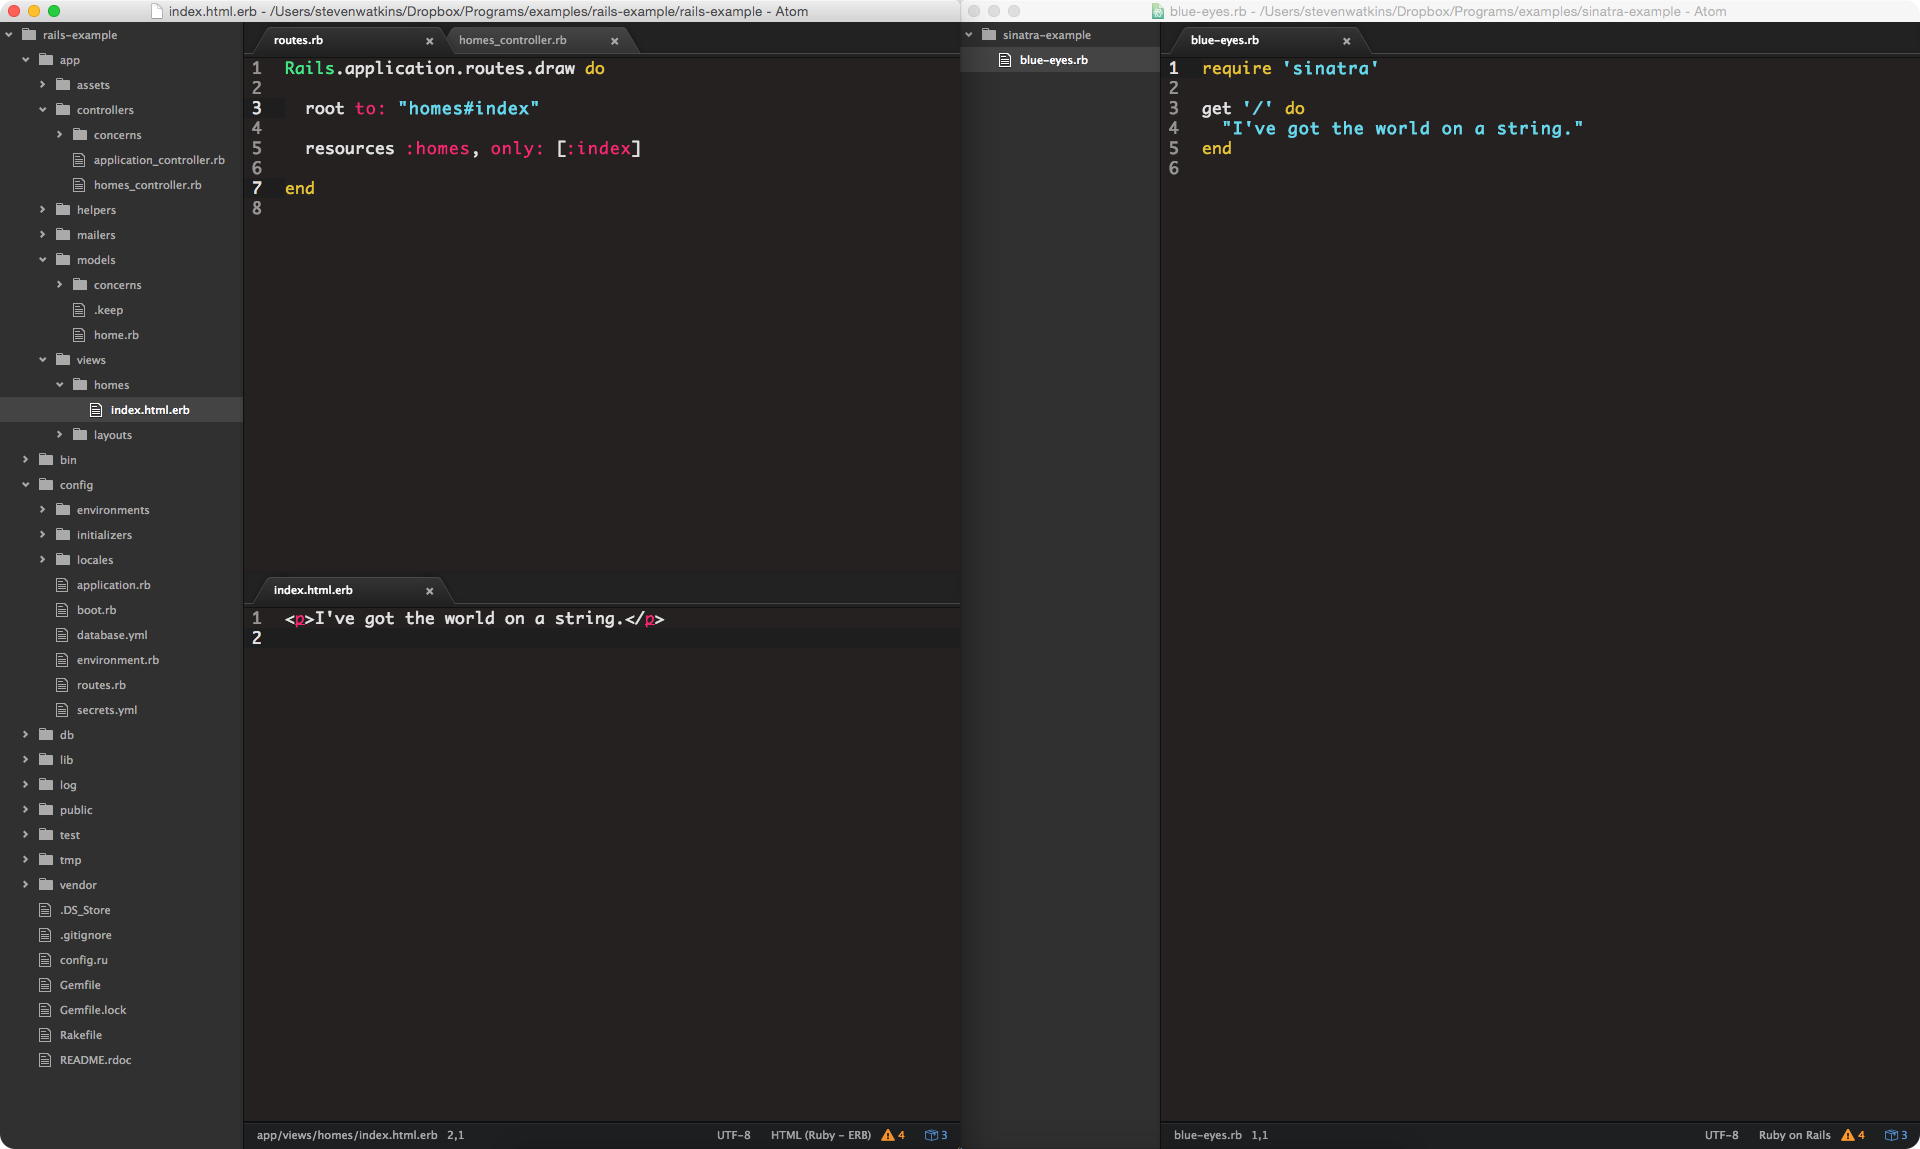 index.html.erb - /Users/stevenwatkins/Dropbox/Programs/examples/rails-example/rails-example - Atom
rails-example
app
assets
controllers
concerns
application_controller.rb
homes_controller.rb
helpers
mailers
models
concerns
.keep
home.rb
views
homes
index.html.erb
layouts
bin
config
environments
initializers
locales
application.rb
boot.rb
database.yml
environment.rb
routes.rb
secrets.yml
db
lib
log
public
test
tmp
vendor
.DS_Store
.gitignore
config.ru
Gemfile
Gemfile.lock
Rakefile
README.rdoc
routes.rb homes_controller.rb
1 Rails.application.routes.draw do
2
3 root to: "homes#index"
4
5 resources :homes, only: [:index]
6
7 end
8
index.html.erb
1 <p>I've got the world on a string.</p>
2
app/views/homes/index.html.erb 2,1 UTF-8 HTML (Ruby - ERB) 4 3
blue-eyes.rb - /Users/stevenwatkins/Dropbox/Programs/examples/sinatra-example - Atom
sinatra-example
blue-eyes.rb
blue-eyes.rb
1 require 'sinatra'
2
3 get '/' do
4 "I've got the world on a string."
5 end
6
blue-eyes.rb 1,1 UTF-8 Ruby on Rails 4 3